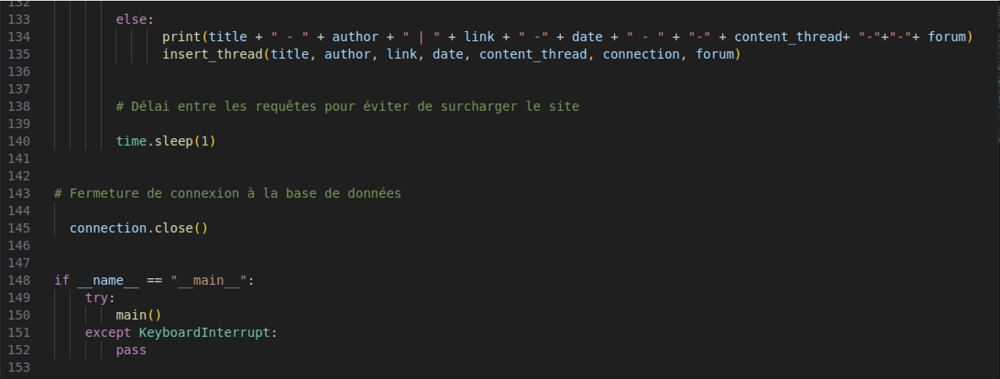 132
133 else:
134 print(title + " - " + author + " | " + link + " -" + date + " - " + "-" + content_thread+ "-"+"-"+ forum)
135 insert_thread(title, author, link, date, content_thread, connection, forum)
136
137
138 # Délai entre les requêtes pour éviter de surcharger le site
139
140 time.sleep(1)
141
142
143 # Fermeture de connexion à la base de données
144
145 connection.close()
146
147
148 if __name__ == "__main__":
149 try:
150 main()
151 except KeyboardInterrupt:
152 pass
153